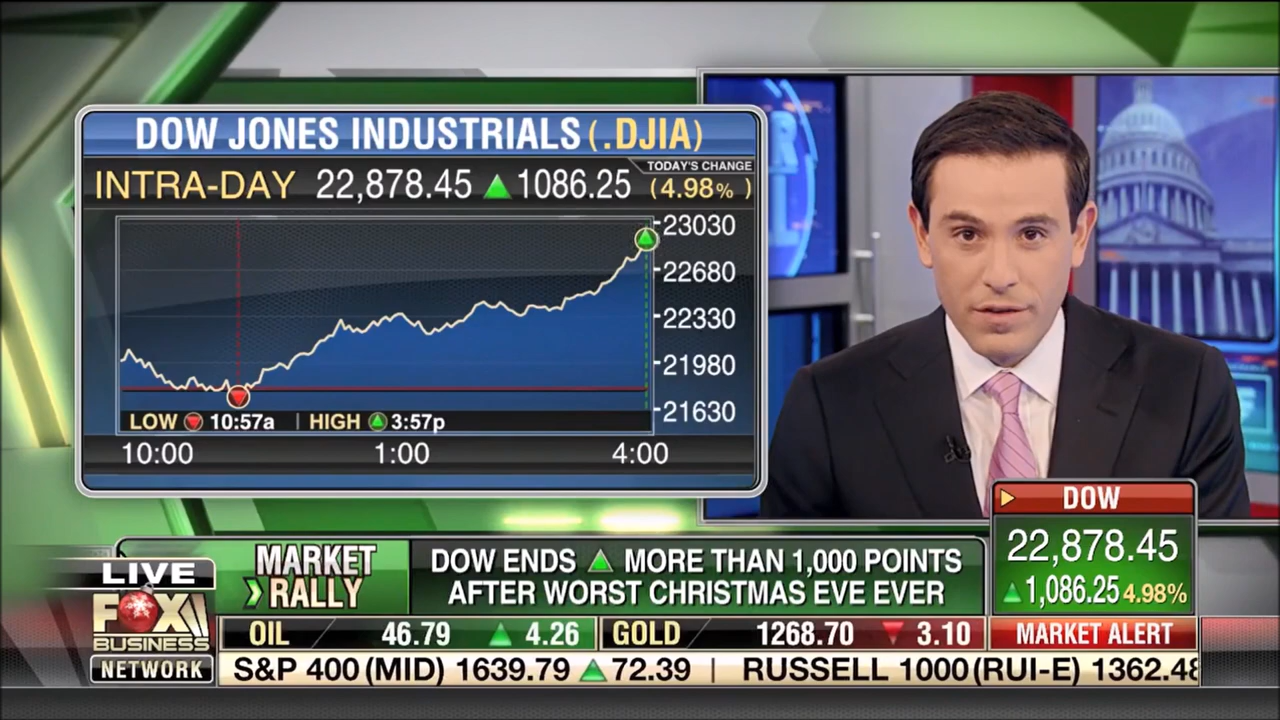 DOW JONES INDUSTRIALS (.DJIA)
TODAY'S CHANGE
INTRA-DAY 22,878.45 ▲ 1086.25 (4.98%)
23030
22680
22330
21980
21630
LOW ▼ 10:57a | HIGH ▲ 3:57p
10:00 1:00 4:00
DOW
22,878.45
▲ 1,086.25 4.98%
MARKET ALERT
MARKET
RALLY
DOW ENDS ▲ MORE THAN 1,000 POINTS
AFTER WORST CHRISTMAS EVE EVER
LIVE
FOX
BUSINESS
NETWORK
OIL 46.79 ▲ 4.26 GOLD 1268.70 ▼ 3.10
S&P 400 (MID) 1639.79 ▲ 72.39 | RUSSELL 1000 (RUI-E) 1362.48